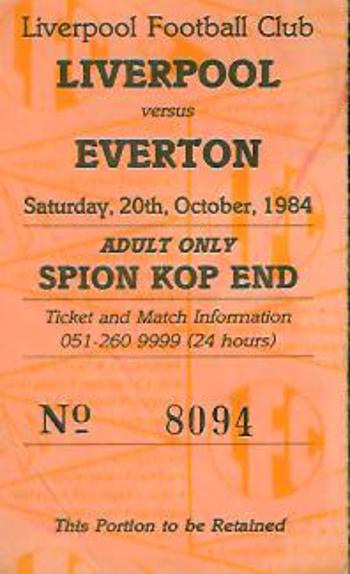 Liverpool Football Club
LIVERPOOL
versus
EVERTON
Saturday, 20th, October, 1984
ADULT ONLY
SPION KOP END
Ticket and Match Information
051-260 9999 (24 hours)
Nº 8094
This Portion to be Retained